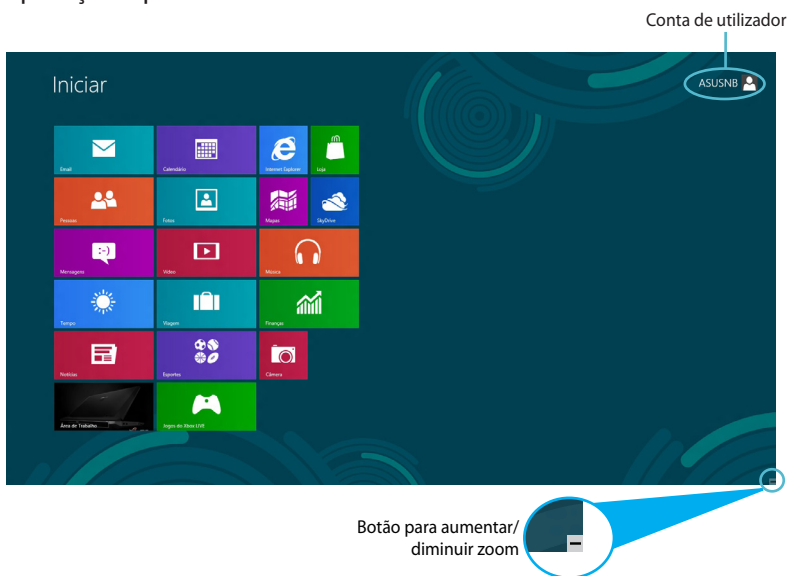 Conta de utilizador
Iniciar
ASUSNB
Email
Calendário
Internet Explorer
Loja
Pessoas
Fotos
Mapas
SkyDrive
Mensagens
Vídeo
Música
Tempo
Viagem
Finanças
Notícias
Esportes
Câmera
Área de Trabalho
Jogos do Xbox LIVE
Botão para aumentar/
diminuir zoom